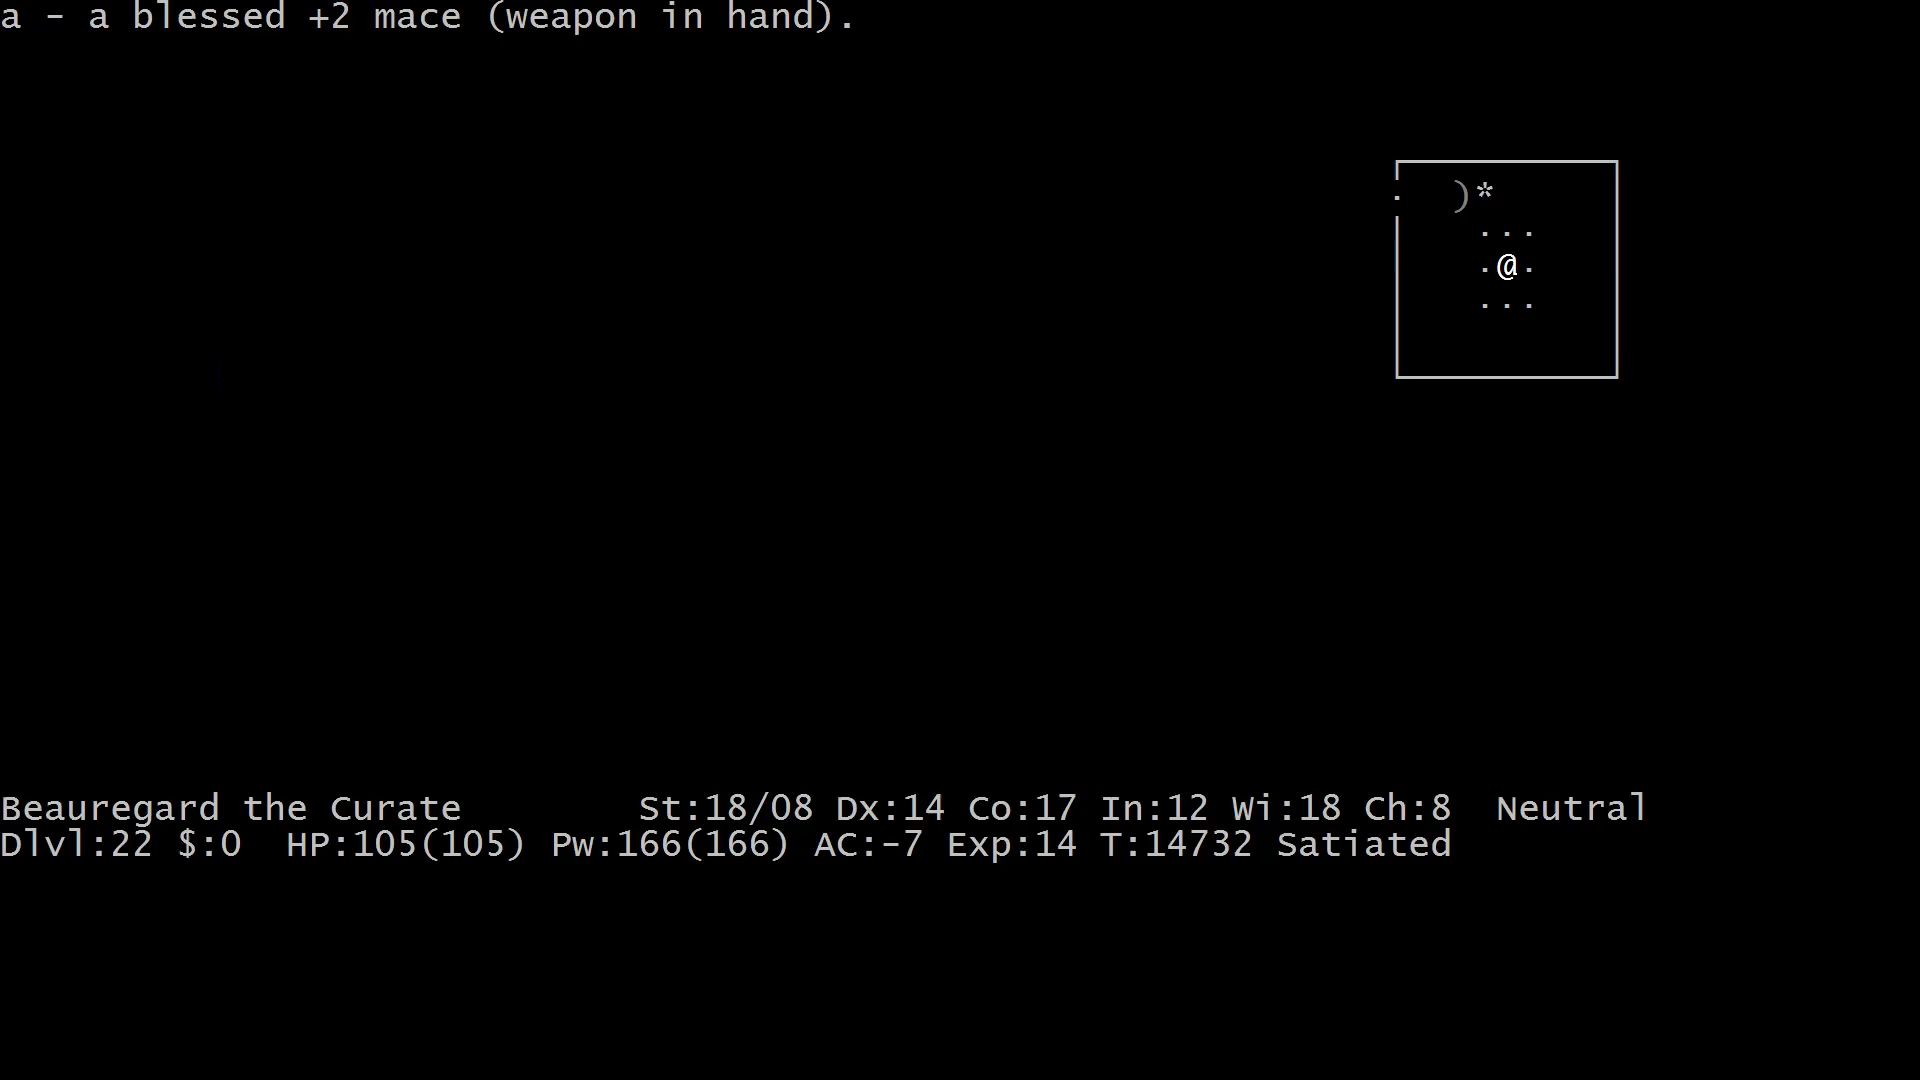 a - a blessed +2 mace (weapon in hand).
. )*
...
.@.
...
Beauregard the Curate St:18/08 Dx:14 Co:17 In:12 Wi:18 Ch:8 Neutral
Dlvl:22 $:0 HP:105(105) Pw:166(166) AC:-7 Exp:14 T:14732 Satiated